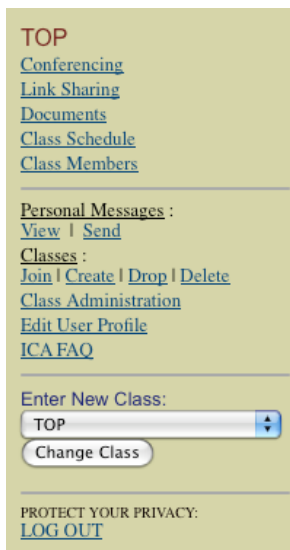 TOP
Conferencing
Link Sharing
Documents
Class Schedule
Class Members
Personal Messages :
View | Send
Classes :
Join | Create | Drop | Delete
Class Administration
Edit User Profile
ICA FAQ
Enter New Class:
TOP
Change Class
PROTECT YOUR PRIVACY:
LOG OUT